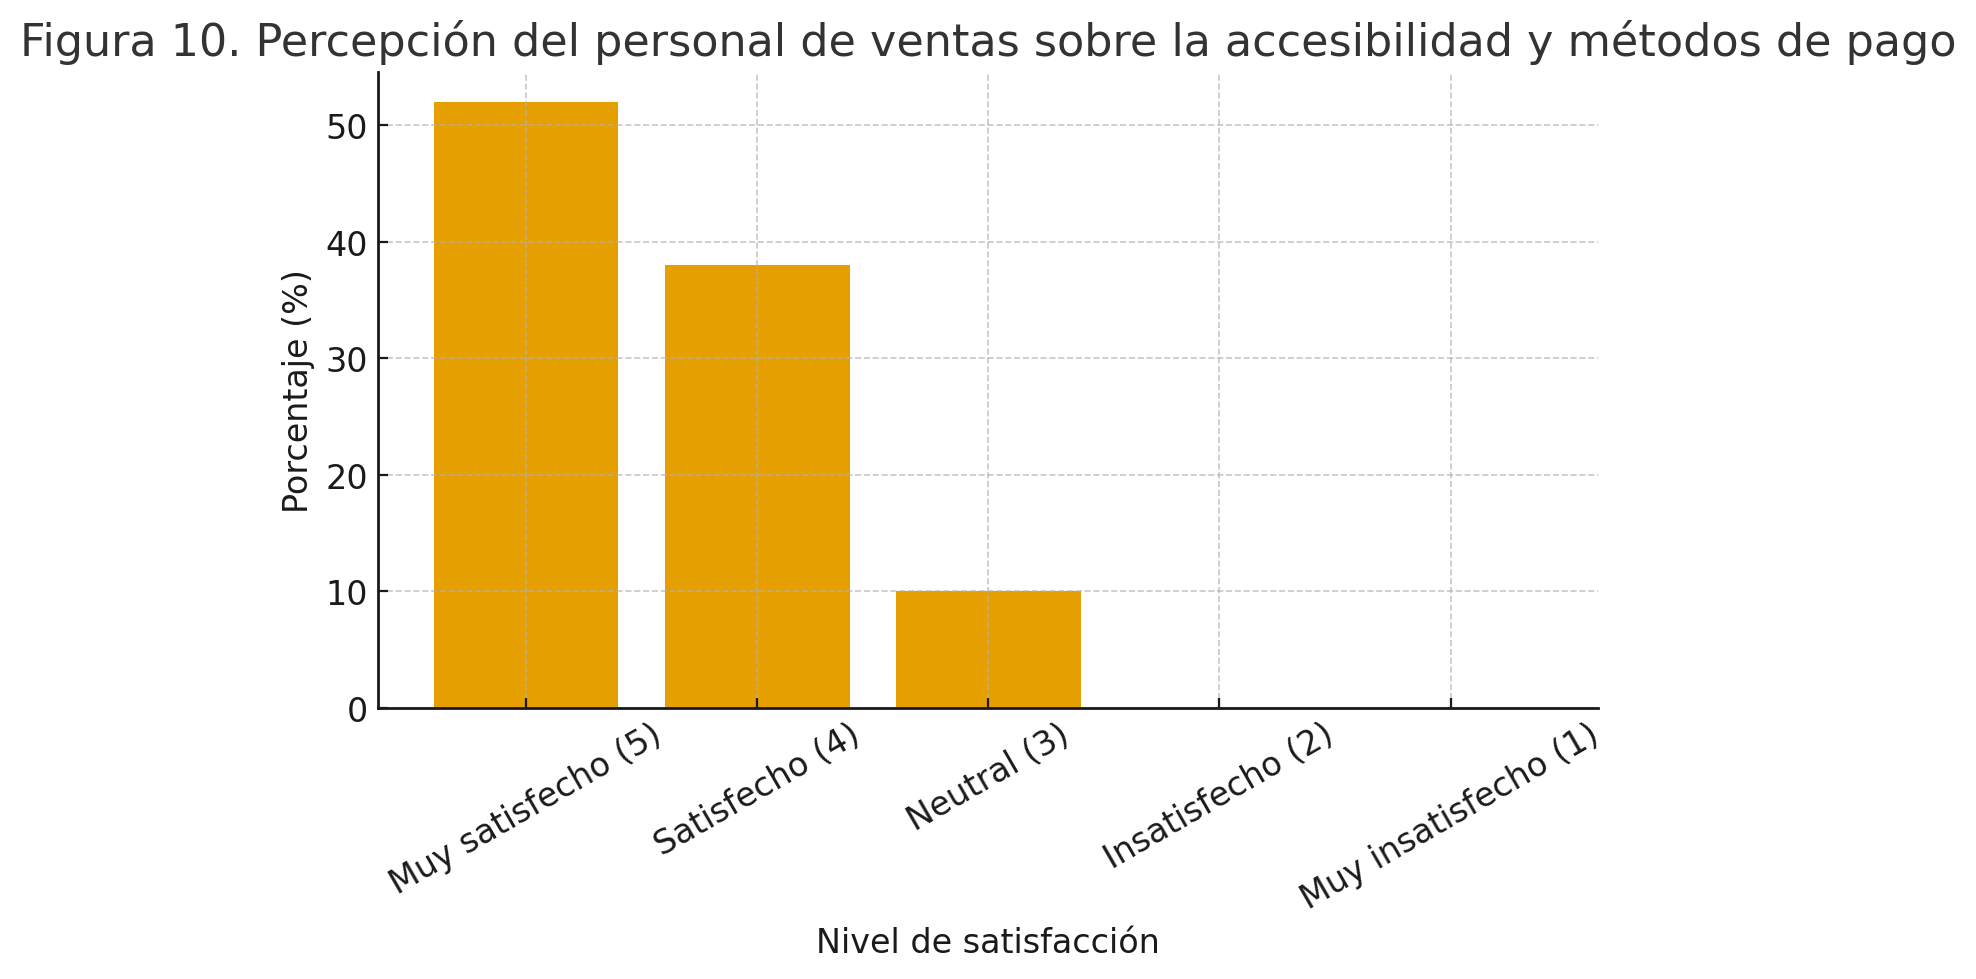 Figura 10. Percepción del personal de ventas sobre la accesibilidad y métodos de pago
Porcentaje (%)
50
40
30
20
10
0
Muy satisfecho (5)
Satisfecho (4)
Neutral (3)
Insatisfecho (2)
Muy insatisfecho (1)
Nivel de satisfacción